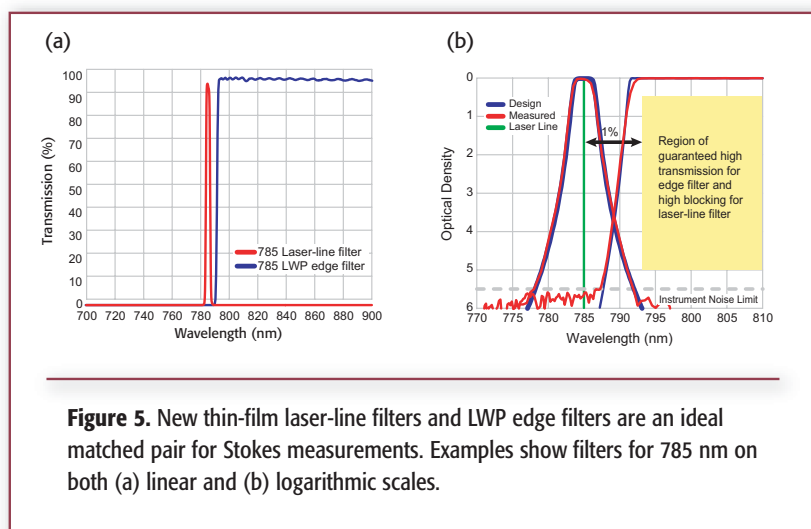 (a)
100
90
80
70
60
50
40
30
20
10
0
Transmission (%)
785 Laser-line filter
785 LWP edge filter
700 720 740 760 780 800 820 840 860 880 900
Wavelength (nm)
(b)
0
1
2
3
4
5
6
Optical Density
Design
Measured
Laser Line
1%
Region of
guaranteed high
transmission for
edge filter and
high blocking for
laser-line filter
Instrument Noise Limit
770 775 780 785 790 795 800 805 810
Wavelength (nm)
Figure 5. New thin-film laser-line filters and LWP edge filters are an ideal
matched pair for Stokes measurements. Examples show filters for 785 nm on
both (a) linear and (b) logarithmic scales.